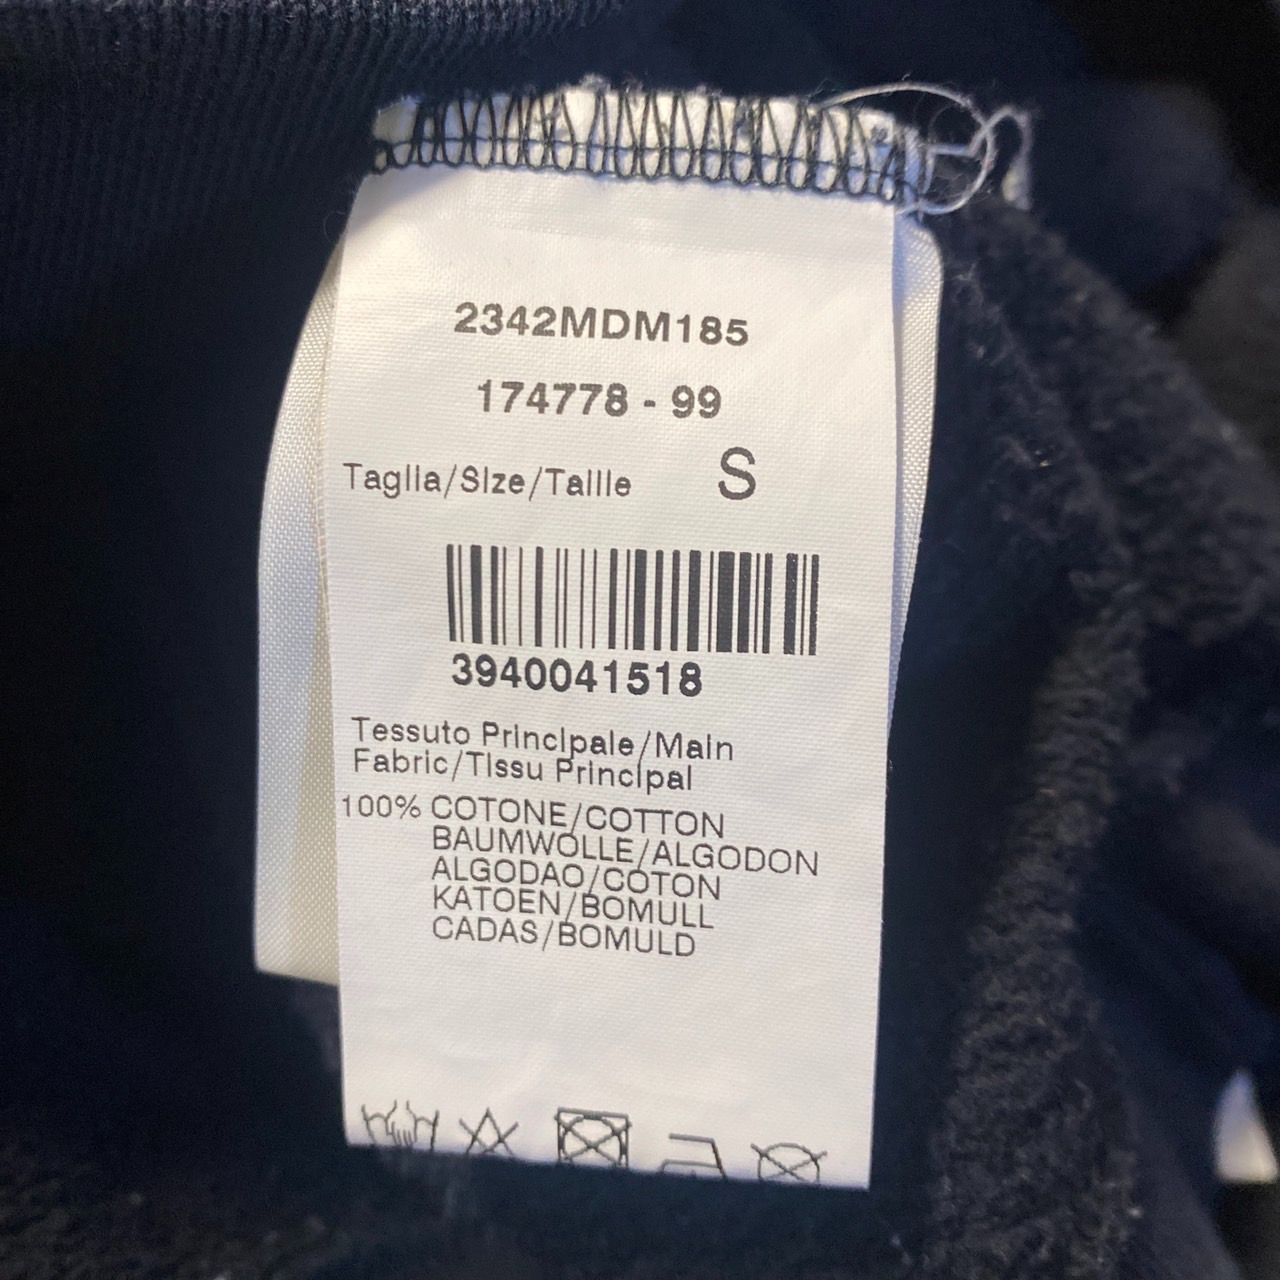 2342MDM185
174778 - 99
Taglia/Size/Taille S
3940041518
Tessuto Principale/Main
Fabric/Tissu Principal
100% COTONE/COTTON
BAUMWOLLE/ALGODON
ALGODAO/COTON
KATOEN/BOMULL
CADAS/BOMULD